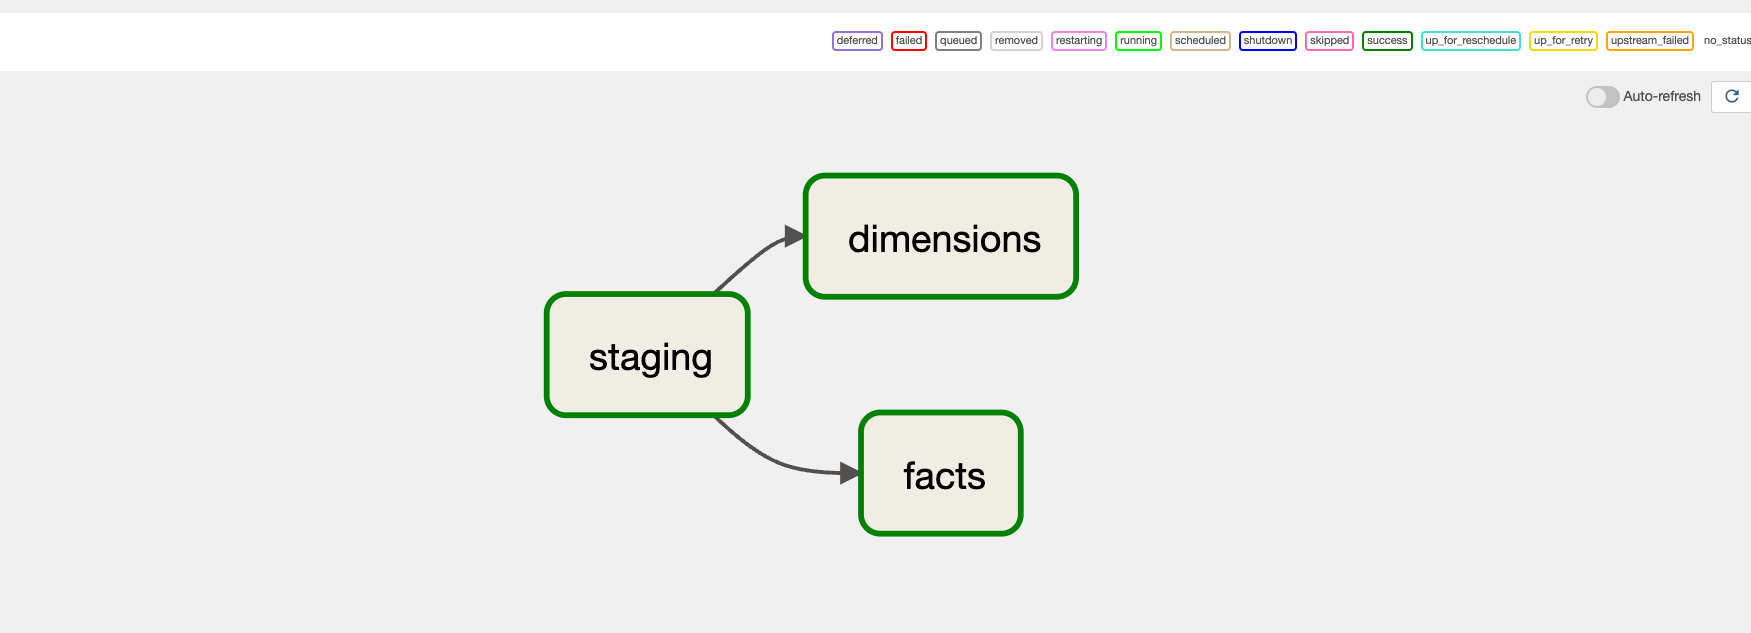 deferred failed queued removed restarting running scheduled shutdown skipped success up_for_reschedule up_for_retry upstream_failed no_status
Auto-refresh
dimensions
staging
facts